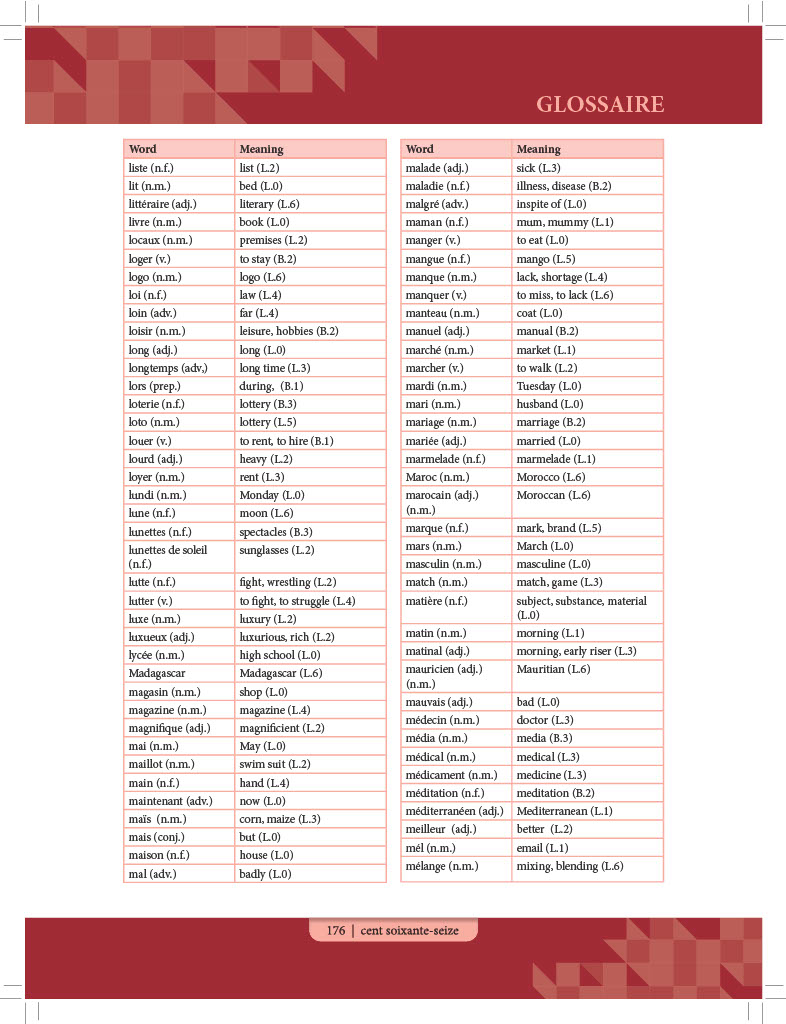 GLOSSAIRE
Word Meaning
liste (n.f.) list (L.2)
lit (n.m.) bed (L.0)
littéraire (adj.) literary (L.6)
livre (n.m.) book (L.0)
locaux (n.m.) premises (L.2)
loger (v.) to stay (B.2)
logo (n.m.) logo (L.6)
loi (n.f.) law (L.4)
loin (adv.) far (L.4)
loisir (n.m.) leisure, hobbies (B.2)
long (adj.) long (L.0)
longtemps (adv,) long time (L.3)
lors (prep.) during,  (B.1)
loterie (n.f.) lottery (B.3)
loto (n.m.) lottery (L.5)
louer (v.) to rent, to hire (B.1)
lourd (adj.) heavy (L.2)
loyer (n.m.) rent (L.3)
lundi (n.m.) Monday (L.0)
lune (n.f.) moon (L.6)
lunettes (n.f.) spectacles (B.3)
lunettes de soleil sunglasses (L.2)
(n.f.)
lutte (n.f.) fight, wrestling (L.2)
lutter (v.) to fight, to struggle (L.4)
luxe (n.m.) luxury (L.2)
luxueux (adj.) luxurious, rich (L.2)
lycée (n.m.) high school (L.0)
Madagascar Madagascar (L.6)
magasin (n.m.) shop (L.0)
magazine (n.m.) magazine (L.4)
magnifique (adj.) magnificient (L.2)
mai (n.m.) May (L.0)
maillot (n.m.) swim suit (L.2)
main (n.f.) hand (L.4)
maintenant (adv.) now (L.0)
maïs  (n.m.) corn, maize (L.3)
mais (conj.) but (L.0)
maison (n.f.) house (L.0)
mal (adv.) badly (L.0)
Word Meaning
malade (adj.) sick (L.3)
maladie (n.f.) illness, disease (B.2)
malgré (adv.) inspite of (L.0)
maman (n.f.) mum, mummy (L.1)
manger (v.) to eat (L.0)
mangue (n.f.) mango (L.5)
manque (n.m.) lack, shortage (L.4)
manquer (v.) to miss, to lack (L.6)
manteau (n.m.) coat (L.0)
manuel (adj.) manual (B.2)
marché (n.m.) market (L.1)
marcher (v.) to walk (L.2)
mardi (n.m.) Tuesday (L.0)
mari (n.m.) husband (L.0)
mariage (n.m.) marriage (B.2)
mariée (adj.) married (L.0)
marmelade (n.f.) marmelade (L.1)
Maroc (n.m.) Morocco (L.6)
marocain (adj.) Moroccan (L.6)
(n.m.)
marque (n.f.) mark, brand (L.5)
mars (n.m.) March (L.0)
masculin (n.m.) masculine (L.0)
match (n.m.) match, game (L.3)
matière (n.f.) subject, substance, material
(L.0)
matin (n.m.) morning (L.1)
matinal (adj.) morning, early riser (L.3)
mauricien (adj.) Mauritian (L.6)
(n.m.)
mauvais (adj.) bad (L.0)
médecin (n.m.) doctor (L.3)
média (n.m.) media (B.3)
médical (n.m.) medical (L.3)
médicament (n.m.) medicine (L.3)
méditation (n.f.) meditation (B.2)
méditerranéen (adj.) Mediterranean (L.1)
meilleur  (adj.) better  (L.2)
mél (n.m.) email (L.1)
mélange (n.m.) mixing, blending (L.6)
176 | cent soixante-seize